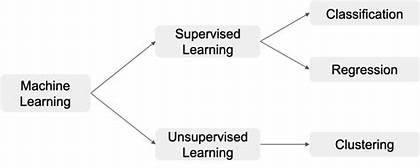 Classification
Supervised
Learning
Regression
Machine
Learning
Unsupervised
Learning
Clustering